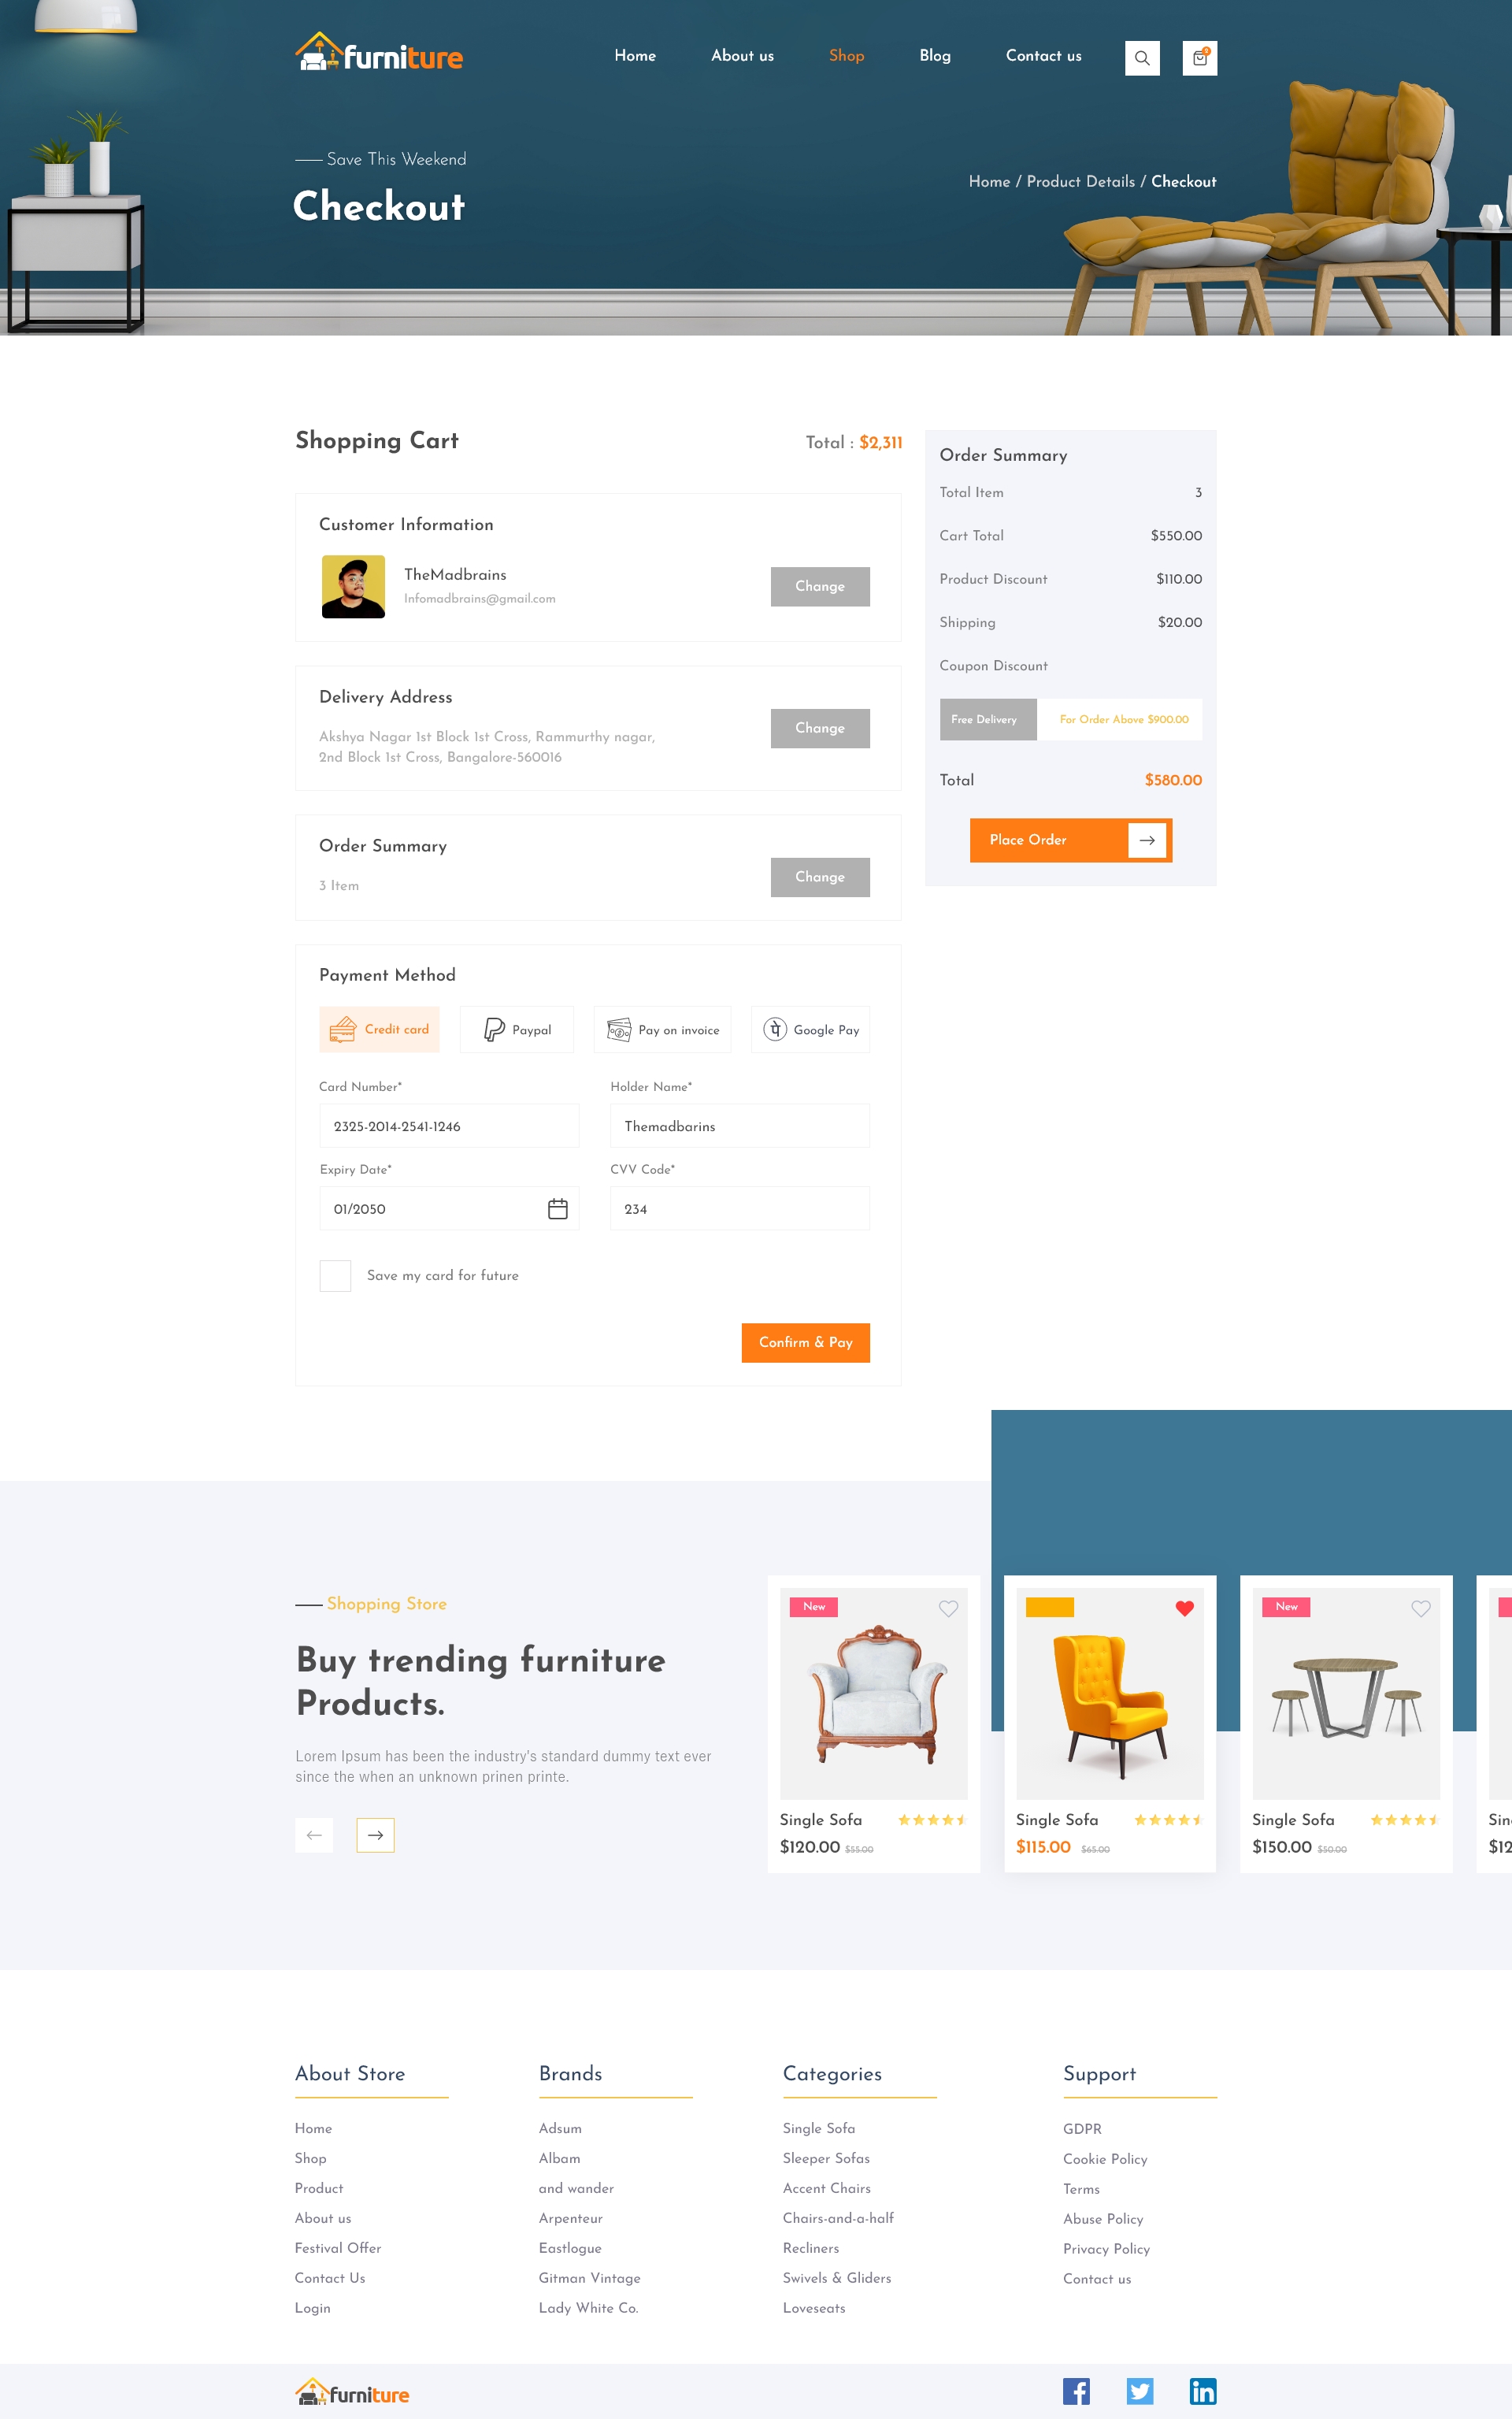 furniture
Home
About us
Shop
Blog
Contact us
Save This Weekend
Checkout
Home / Product Details / Checkout
Shopping Cart
Total : $2,311
Customer Information
TheMadbrains
Infomadbrains@gmail.com
Change
Delivery Address
Akshya Nagar 1st Block 1st Cross, Rammurthy nagar,
2nd Block 1st Cross, Bangalore-560016
Change
Order Summary
3 Item
Change
Payment Method
Credit card
Paypal
Pay on invoice
पे
Google Pay
Card Number*
Holder Name*
2325-2014-2541-1246
Themadbarins
Expiry Date*
CVV Code*
01/2050
234
Save my card for future
Confirm & Pay
Order Summary
Total Item 3
Cart Total $550.00
Product Discount $110.00
Shipping $20.00
Coupon Discount
Free Delivery For Order Above $900.00
Total $580.00
Place Order
Shopping Store
Buy trending furniture
Products.
Lorem Ipsum has been the industry's standard dummy text ever
since the when an unknown prinen printe.
New
Single Sofa
$120.00 $55.00
Single Sofa
$115.00 $65.00
New
Single Sofa
$150.00 $50.00
Sin
$12
About Store
Home
Shop
Product
About us
Festival Offer
Contact Us
Login
Brands
Adsum
Albam
and wander
Arpenteur
Eastlogue
Gitman Vintage
Lady White Co.
Categories
Single Sofa
Sleeper Sofas
Accent Chairs
Chairs-and-a-half
Recliners
Swivels & Gliders
Loveseats
Support
GDPR
Cookie Policy
Terms
Abuse Policy
Privacy Policy
Contact us
furniture
f
in